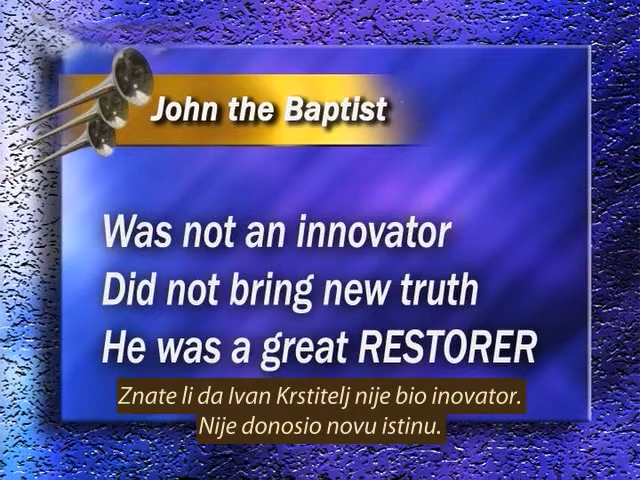 John the Baptist
Was not an innovator
Did not bring new truth
He was a great RESTORER
Znate li da Ivan Krstitelj nije bio inovator.
Nije donosio novu istinu.